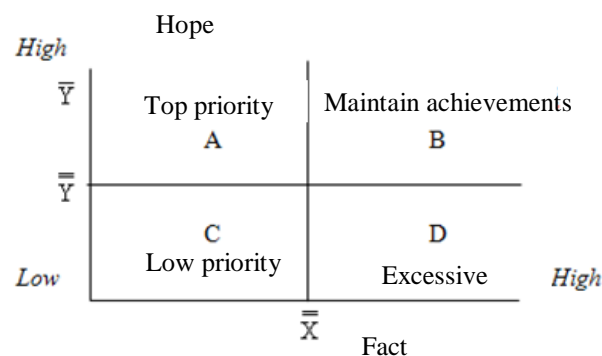 Hope
High
Y̅
Top priority
Maintain achievements
A
B
Y̿
C
D
Low priority
Low
Excessive
High
X̿
Fact